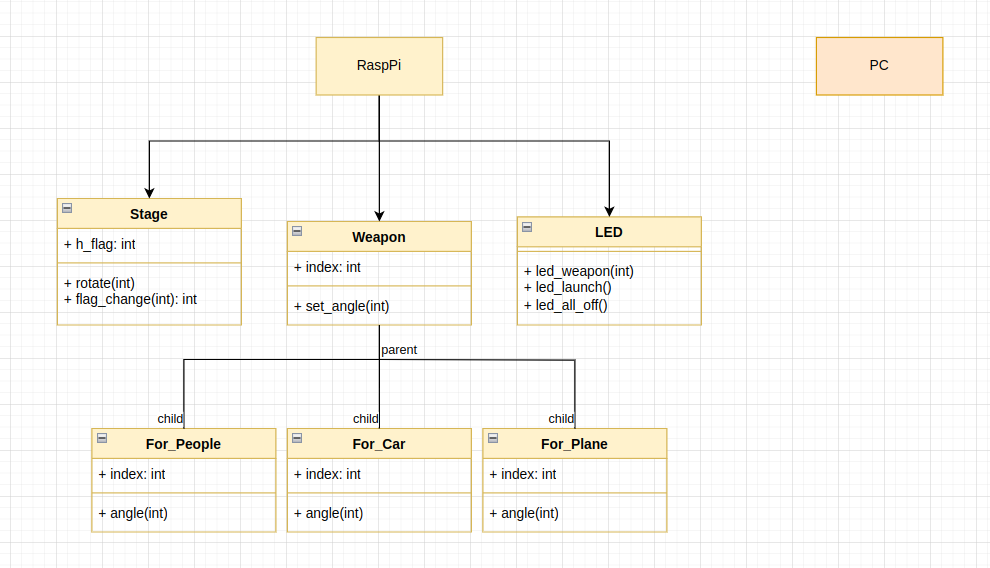 RaspPi
PC
Stage
+ h_flag: int
+ rotate(int)
+ flag_change(int): int
Weapon
+ index: int
+ set_angle(int)
LED
+ led_weapon(int)
+ led_launch()
+ led_all_off()
parent
child
child
child
For_People
+ index: int
+ angle(int)
For_Car
+ index: int
+ angle(int)
For_Plane
+ index: int
+ angle(int)